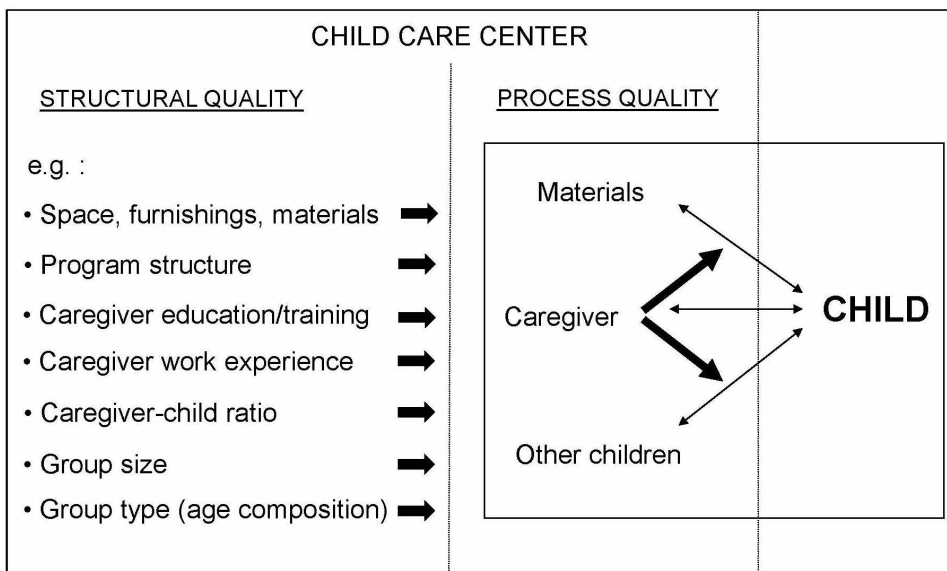 CHILD CARE CENTER
STRUCTURAL QUALITY
e.g. :
• Space, furnishings, materials
• Program structure
• Caregiver education/training
• Caregiver work experience
• Caregiver-child ratio
• Group size
• Group type (age composition)
PROCESS QUALITY
Materials
Caregiver
CHILD
Other children